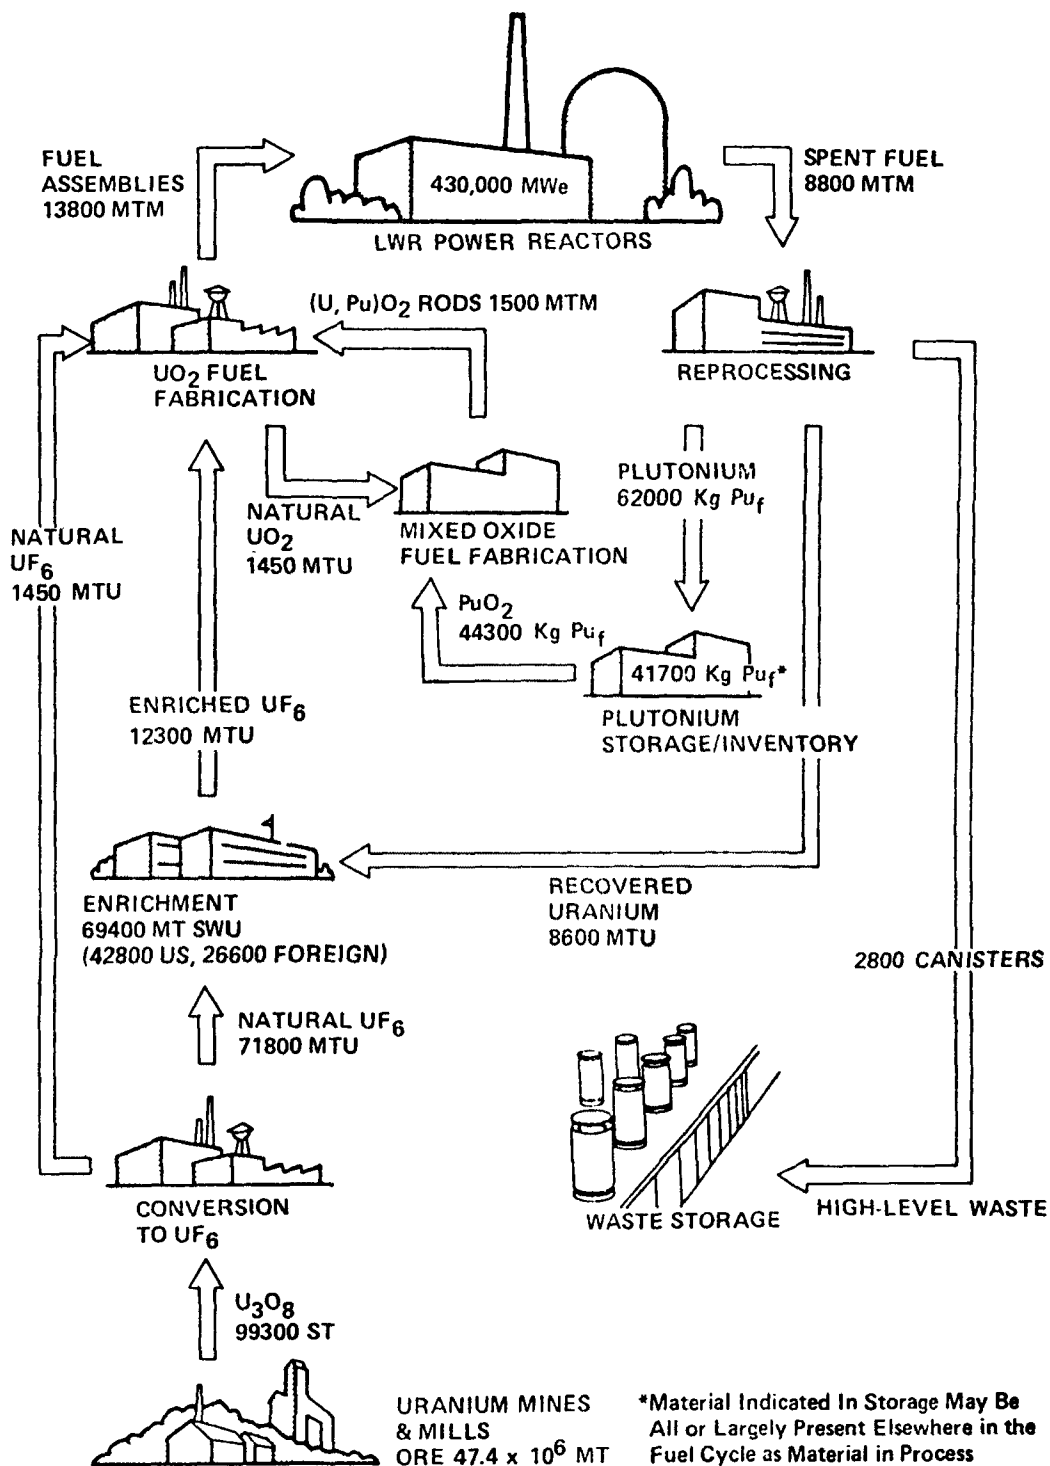 FUEL
ASSEMBLIES
13800 MTM
430,000 MWe
LWR POWER REACTORS
SPENT FUEL
8800 MTM
(U, Pu)O2 RODS 1500 MTM
UO2 FUEL
FABRICATION
REPROCESSING
NATURAL
UF6
1450 MTU
NATURAL
UO2
1450 MTU
MIXED OXIDE
FUEL FABRICATION
PLUTONIUM
62000 Kg Puf
PuO2
44300 Kg Puf
41700 Kg Puf*
PLUTONIUM
STORAGE/INVENTORY
ENRICHED UF6
12300 MTU
ENRICHMENT
69400 MT SWU
(42800 US, 26600 FOREIGN)
RECOVERED
URANIUM
8600 MTU
2800 CANISTERS
NATURAL UF6
71800 MTU
CONVERSION
TO UF6
WASTE STORAGE
HIGH-LEVEL WASTE
U3O8
99300 ST
URANIUM MINES
& MILLS
ORE 47.4 x 10^6 MT
*Material Indicated In Storage May Be
All or Largely Present Elsewhere in the
Fuel Cycle as Material in Process